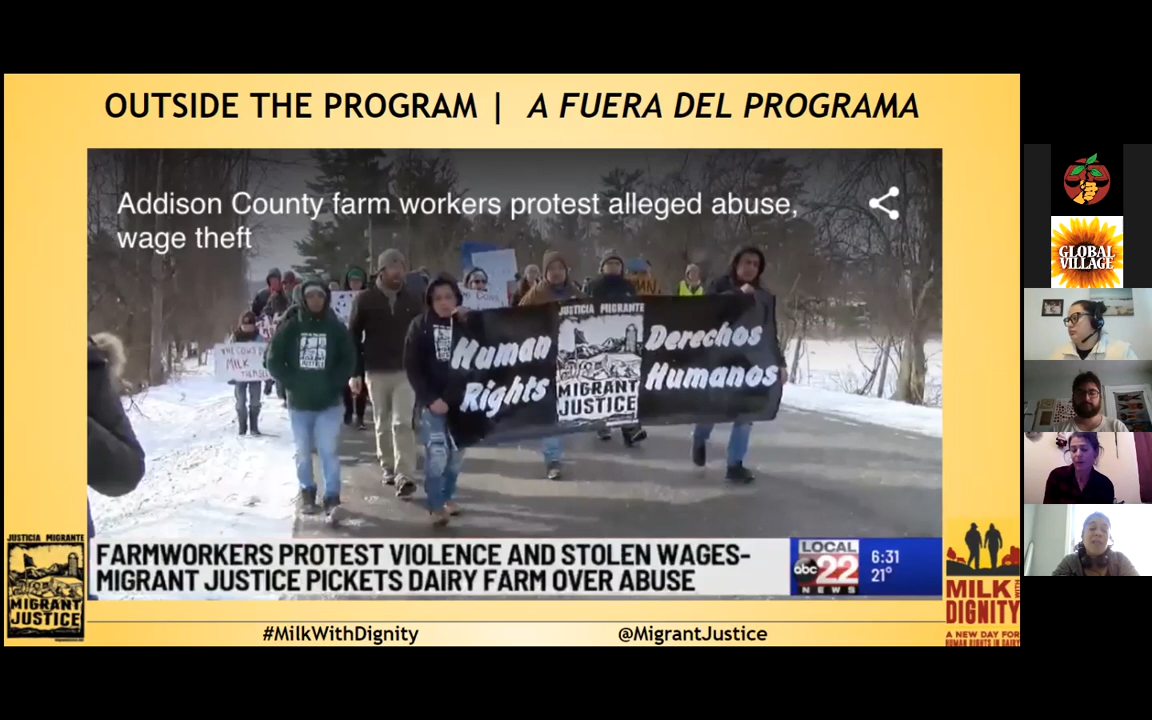 OUTSIDE THE PROGRAM | A FUERA DEL PROGRAMA
Addison County farm workers protest alleged abuse,
wage theft
JUSTICIA MIGRANTE
Human
Rights
MIGRANT
JUSTICE
Derechos
Humanos
MILK
FARMWORKERS PROTEST VIOLENCE AND STOLEN WAGES-
MIGRANT JUSTICE PICKETS DAIRY FARM OVER ABUSE
LOCAL
abc 22
NEWS
6:31
21°
JUSTICIA MIGRANTE
MIGRANT
JUSTICE
#MilkWithDignity
@MigrantJustice
MILK WITH
DIGNITY
A NEW DAY FOR
HUMAN RIGHTS IN DAIRY
GLOBAL
VILLAGE